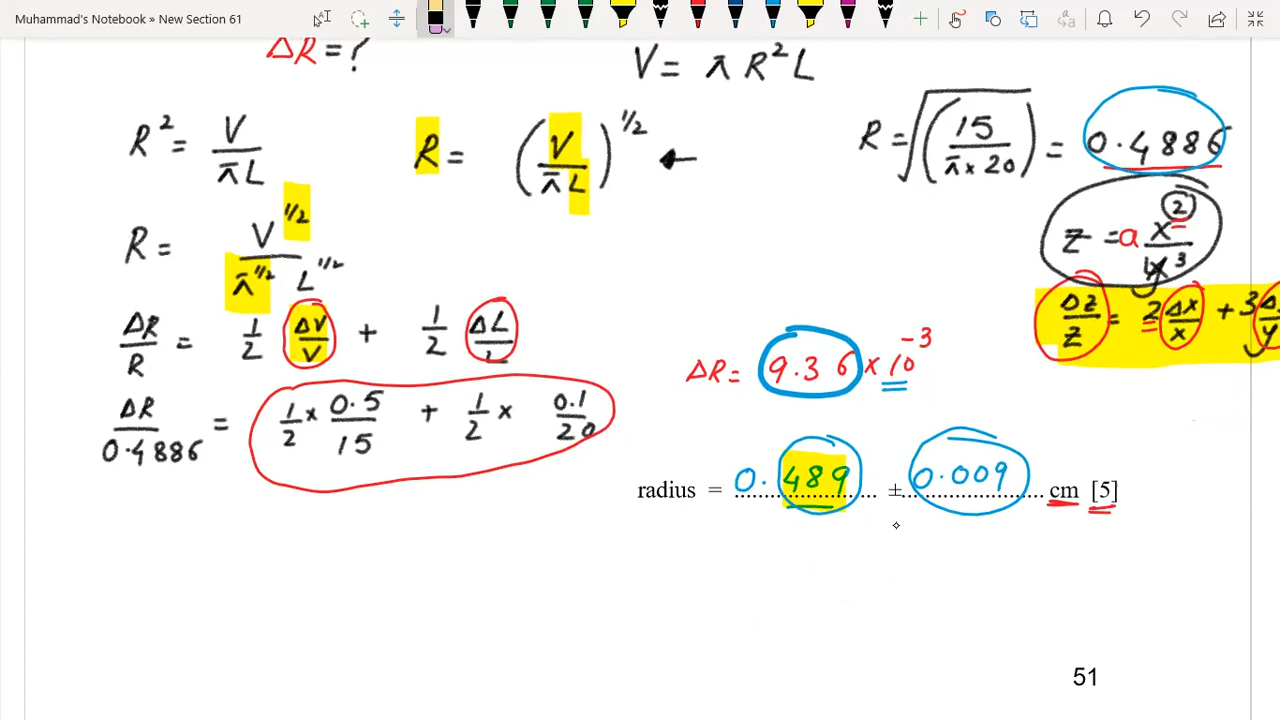 Muhammad's Notebook » New Section 61
ΔR = ?
V = π R² L
R² = V / πL
R = (V / πL)^1/2 ←
R = √(15 / π × 20) = 0.4886
R = V^1/2 / π^1/2 L^1/2
z = a x² / y³
ΔR/R = 1/2 ΔV/V + 1/2 ΔL/L
Δz/z = 2 Δx/x + 3 Δ
ΔR = 9.36 × 10⁻³
ΔR / 0.4886 = 1/2 × 0.5/15 + 1/2 × 0.1/20
radius = 0.489 ± 0.009 cm [5]
51